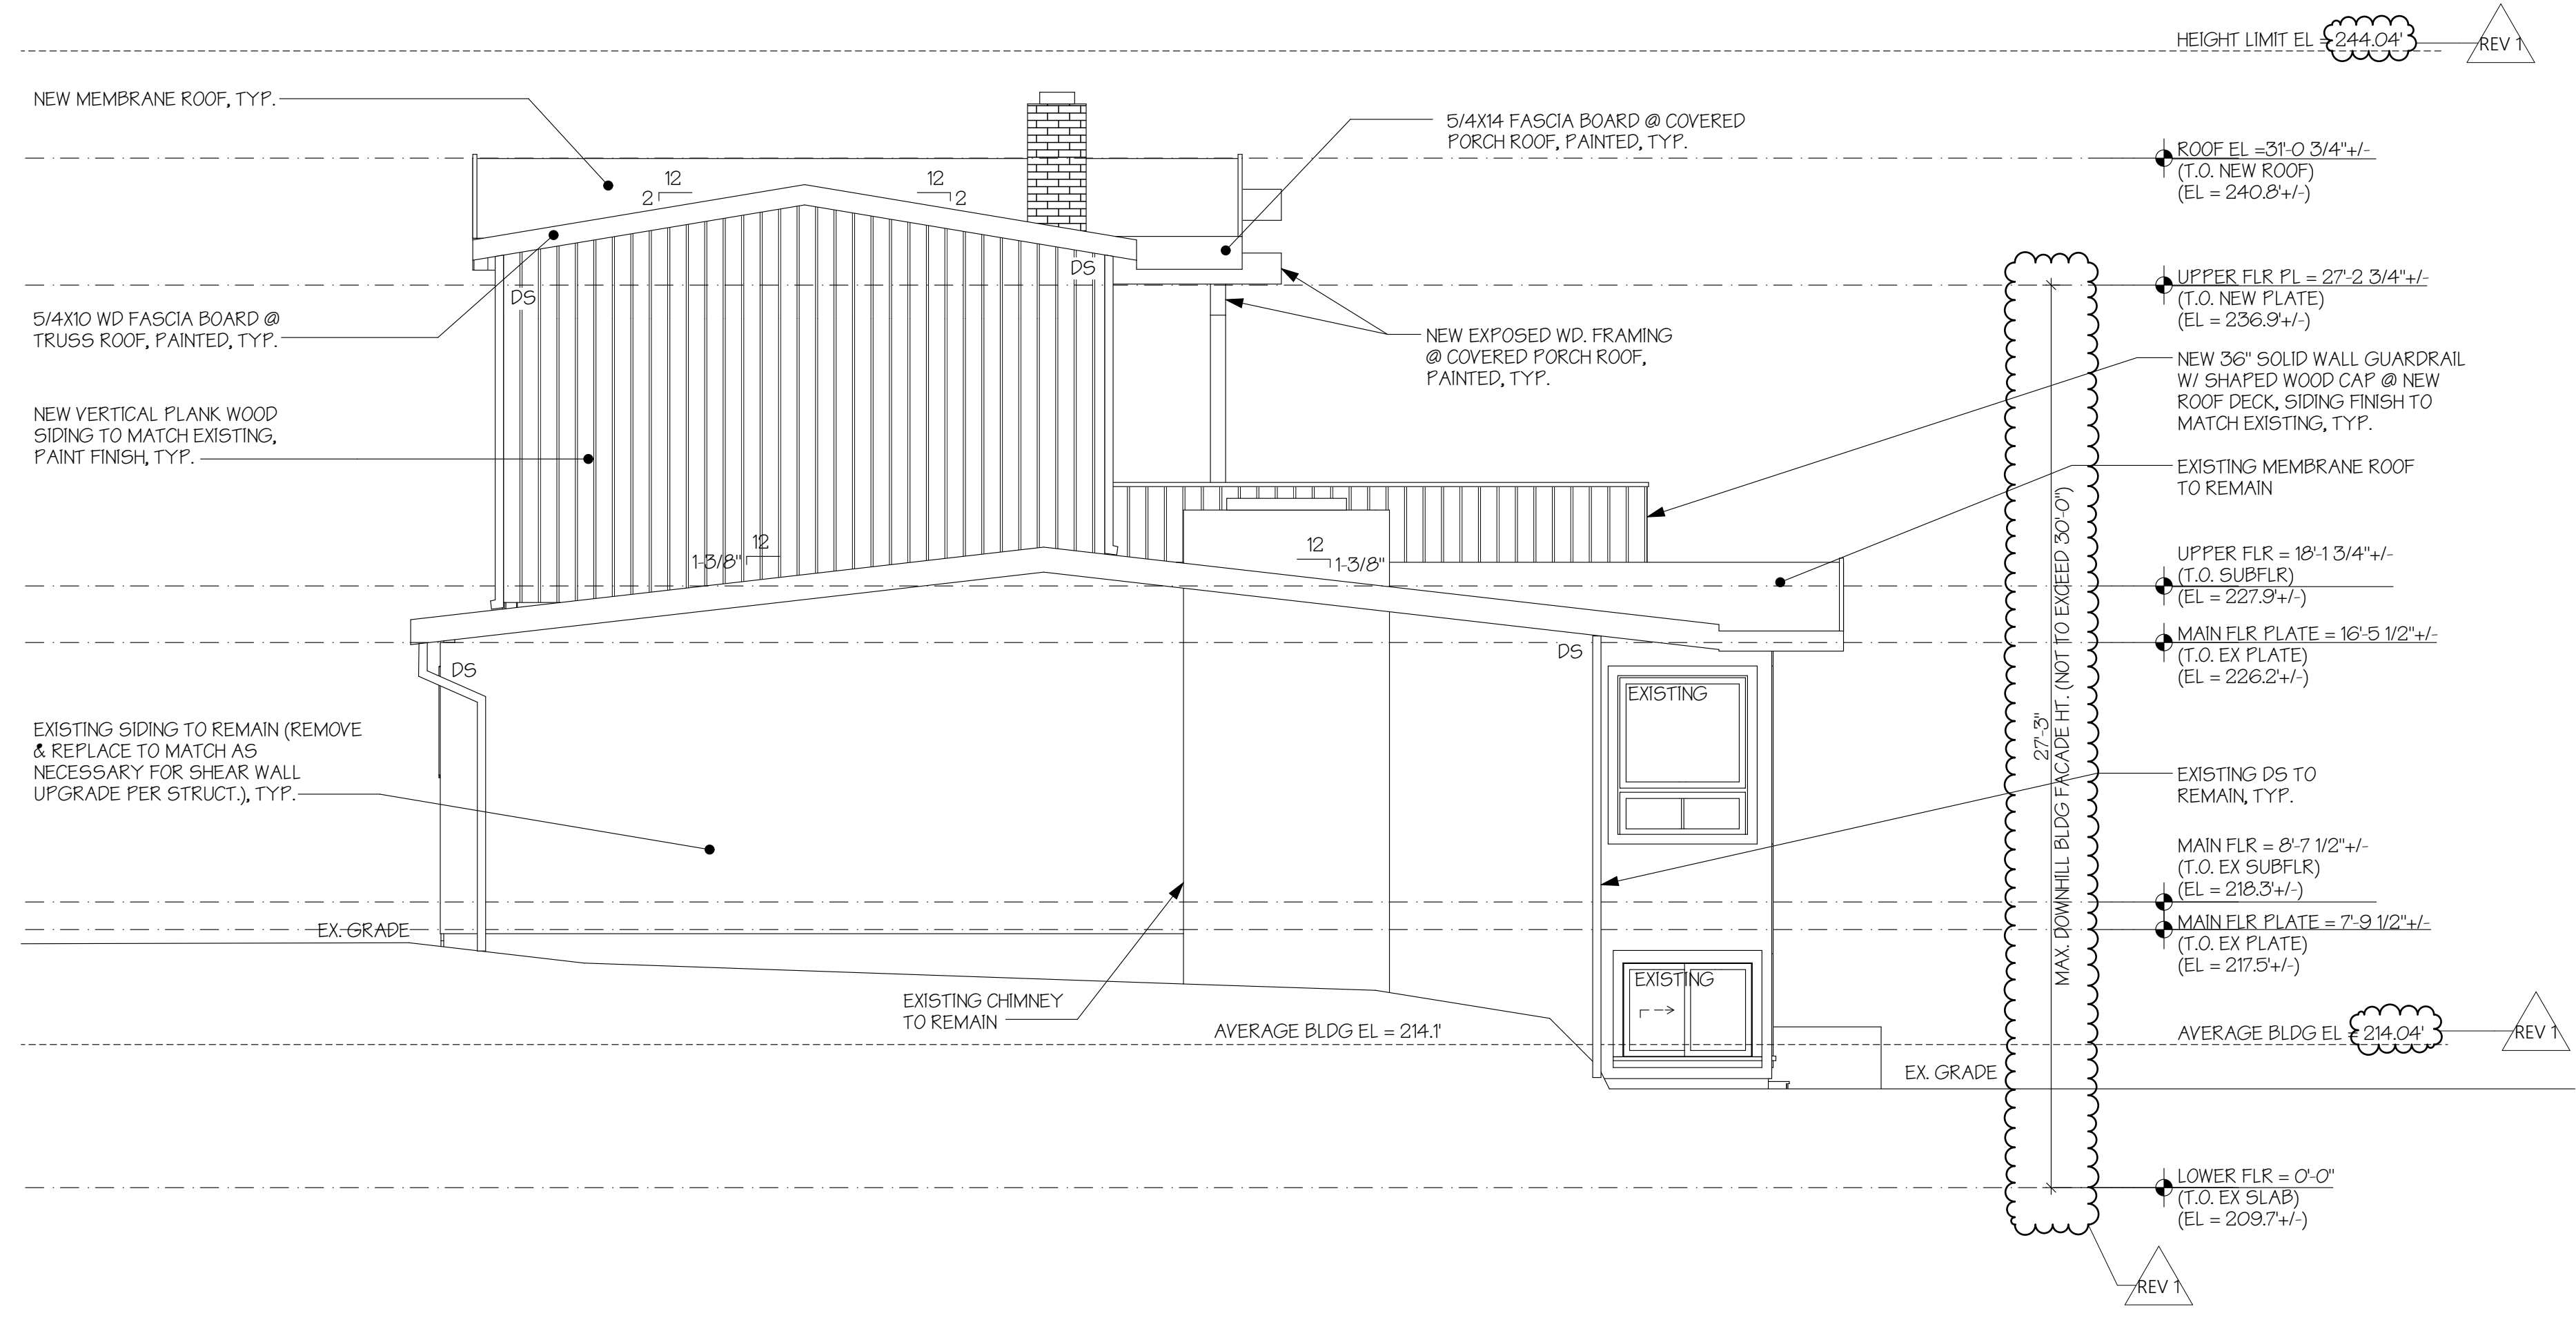 HEIGHT LIMIT EL = 244.04'
REV 1
NEW MEMBRANE ROOF, TYP.
5/4X14 FASCIA BOARD @ COVERED
PORCH ROOF, PAINTED, TYP.
ROOF EL =31'-0 3/4"+/-
(T.O. NEW ROOF)
(EL = 240.8'+/-)
12
2
12
2
DS
DS
UPPER FLR PL = 27'-2 3/4"+/-
(T.O. NEW PLATE)
(EL = 236.9'+/-)
5/4X10 WD FASCIA BOARD @
TRUSS ROOF, PAINTED, TYP.
NEW EXPOSED WD. FRAMING
@ COVERED PORCH ROOF,
PAINTED, TYP.
NEW 36" SOLID WALL GUARDRAIL
W/ SHAPED WOOD CAP @ NEW
ROOF DECK, SIDING FINISH TO
MATCH EXISTING, TYP.
NEW VERTICAL PLANK WOOD
SIDING TO MATCH EXISTING,
PAINT FINISH, TYP.
EXISTING MEMBRANE ROOF
TO REMAIN
12
1-3/8"
12
1-3/8"
UPPER FLR = 18'-1 3/4"+/-
(T.O. SUBFLR)
(EL = 227.9'+/-)
MAIN FLR PLATE = 16'-5 1/2"+/-
(T.O. EX PLATE)
(EL = 226.2'+/-)
DS
DS
EXISTING
27'-3"
MAX. DOWNHILL BLDG FACADE HT. (NOT TO EXCEED 30'-0")
EXISTING SIDING TO REMAIN (REMOVE
& REPLACE TO MATCH AS
NECESSARY FOR SHEAR WALL
UPGRADE PER STRUCT.), TYP.
EXISTING DS TO
REMAIN, TYP.
MAIN FLR = 8'-7 1/2"+/-
(T.O. EX SUBFLR)
(EL = 218.3'+/-)
MAIN FLR PLATE = 7'-9 1/2"+/-
(T.O. EX PLATE)
(EL = 217.5'+/-)
EX. GRADE
EXISTING
EXISTING CHIMNEY
TO REMAIN
AVERAGE BLDG EL = 214.1'
AVERAGE BLDG EL = 214.04'
REV 1
EX. GRADE
LOWER FLR = 0'-0"
(T.O. EX SLAB)
(EL = 209.7'+/-)
REV 1